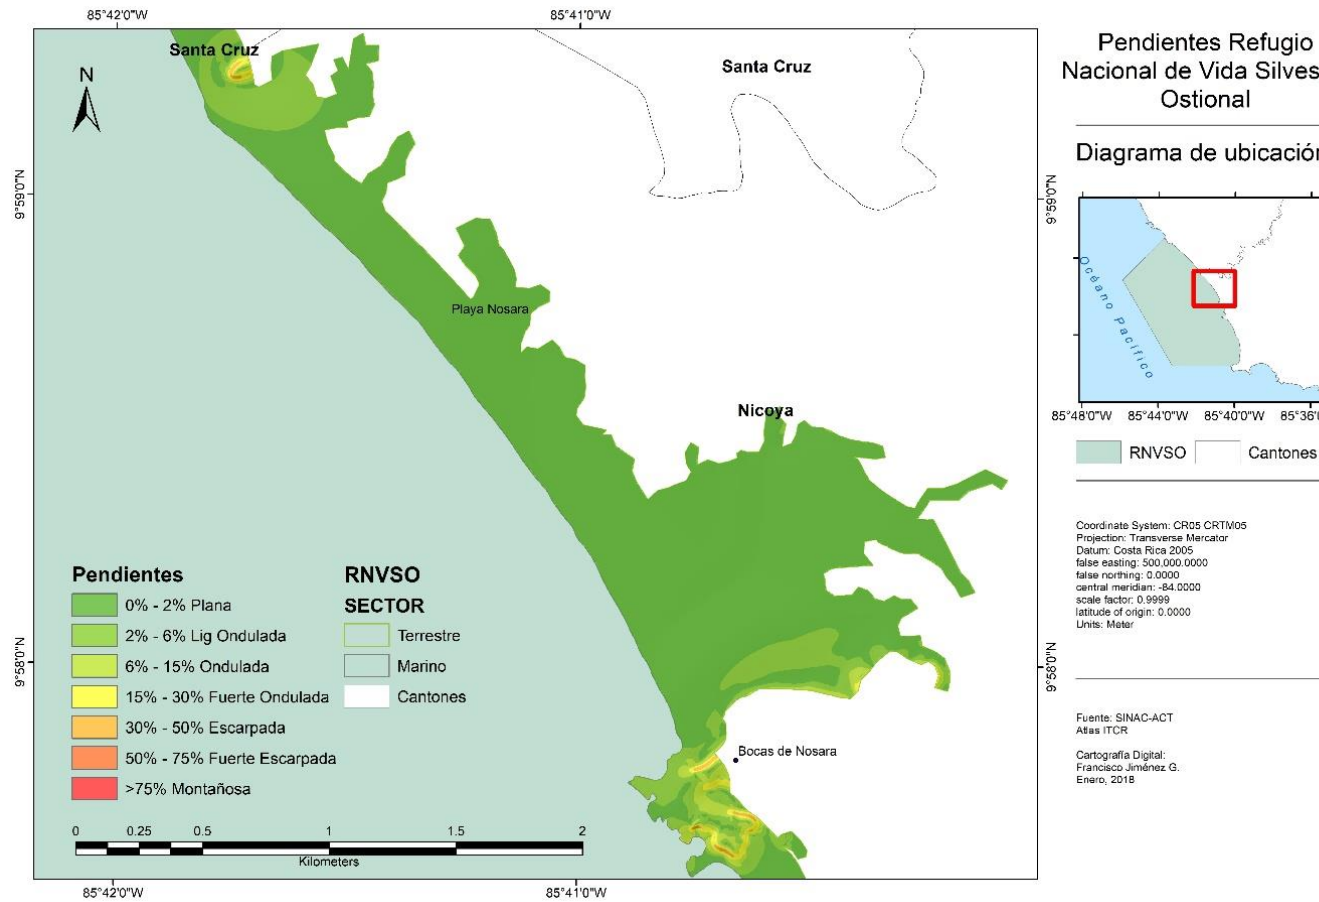 85°42'0"W
85°41'0"W
Santa Cruz
Santa Cruz
N
9°59'0"N
9°59'0"N
Playa Nosara
Nicoya
Pendientes
0% - 2% Plana
2% - 6% Lig Ondulada
6% - 15% Ondulada
15% - 30% Fuerte Ondulada
30% - 50% Escarpada
50% - 75% Fuerte Escarpada
>75% Montañosa
RNVSO
SECTOR
Terrestre
Marino
Cantones
9°58'0"N
9°58'0"N
Bocas de Nosara
0 0.25 0.5 1 1.5 2
Kilometers
85°42'0"W
85°41'0"W
Pendientes Refugio
Nacional de Vida Silves
Ostional
Diagrama de ubicación
Océano Pacífico
85°48'0"W 85°44'0"W 85°40'0"W 85°36'
RNVSO
Cantones
Coordinate System: CR05 CRTM05
Projection: Transverse Mercator
Datum: Costa Rica 2005
false easting: 500,000.0000
false northing: 0.0000
central meridian: -84.0000
scale factor: 0.9999
latitude of origin: 0.0000
Units: Meter
Fuente: SINAC-ACT
Atlas ITCR
Cartografía Digital:
Francisco Jiménez G.
Enero, 2018